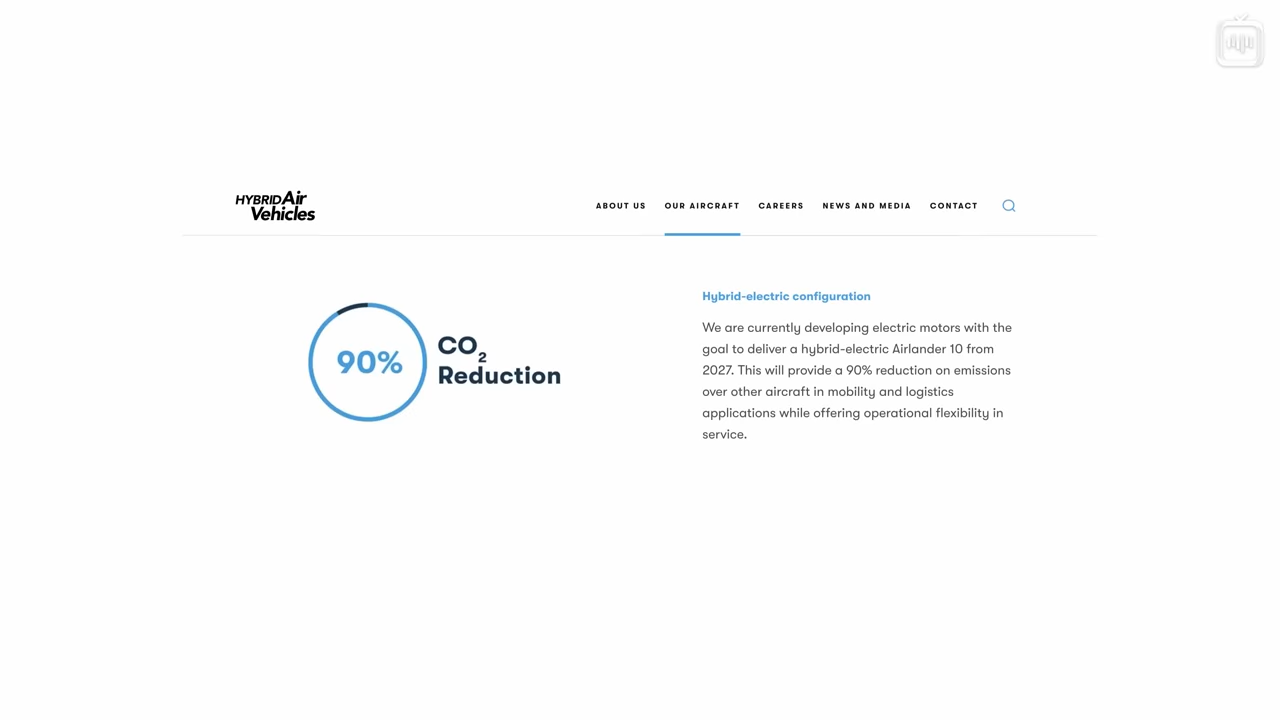 HYBRID Air
Vehicles
ABOUT US OUR AIRCRAFT CAREERS NEWS AND MEDIA CONTACT
90%
CO2
Reduction
Hybrid-electric configuration
We are currently developing electric motors with the
goal to deliver a hybrid-electric Airlander 10 from
2027. This will provide a 90% reduction on emissions
over other aircraft in mobility and logistics
applications while offering operational flexibility in
service.